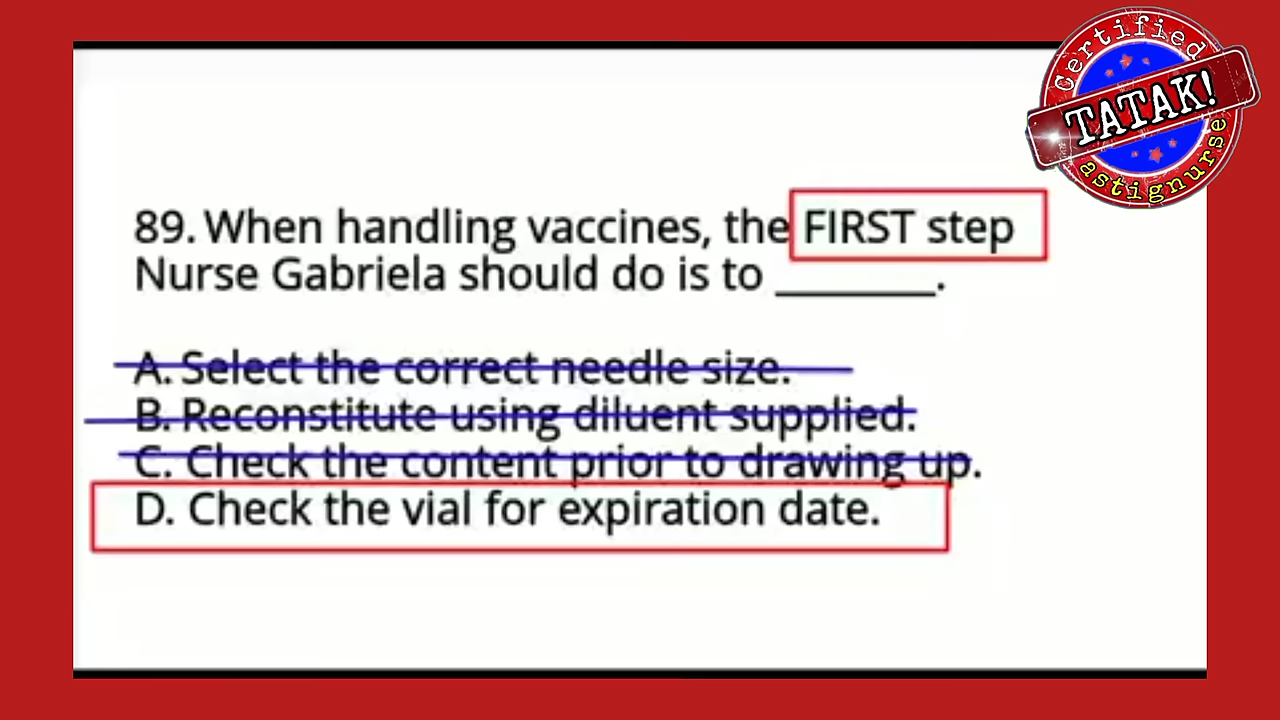 Certified
TATAK!
astignurse
89. When handling vaccines, the FIRST step
Nurse Gabriela should do is to ________.
A. Select the correct needle size.
B. Reconstitute using diluent supplied.
C. Check the content prior to drawing up.
D. Check the vial for expiration date.